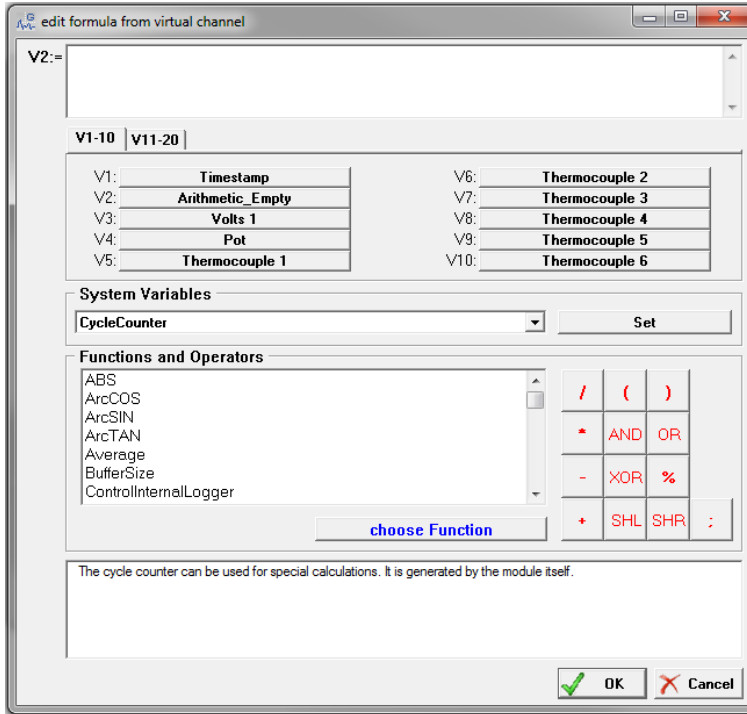 edit formula from virtual channel
V2:=
V1-10 V11-20
V1: Timestamp V6: Thermocouple 2
V2: Arithmetic_Empty V7: Thermocouple 3
V3: Volts 1 V8: Thermocouple 4
V4: Pot V9: Thermocouple 5
V5: Thermocouple 1 V10: Thermocouple 6
System Variables
CycleCounter Set
Functions and Operators
ABS
ArcCOS
ArcSIN
ArcTAN
Average
BufferSize
ControlInternalLogger
/ ( )
* AND OR
- XOR %
+ SHL SHR ;
choose Function
The cycle counter can be used for special calculations. It is generated by the module itself.
OK Cancel